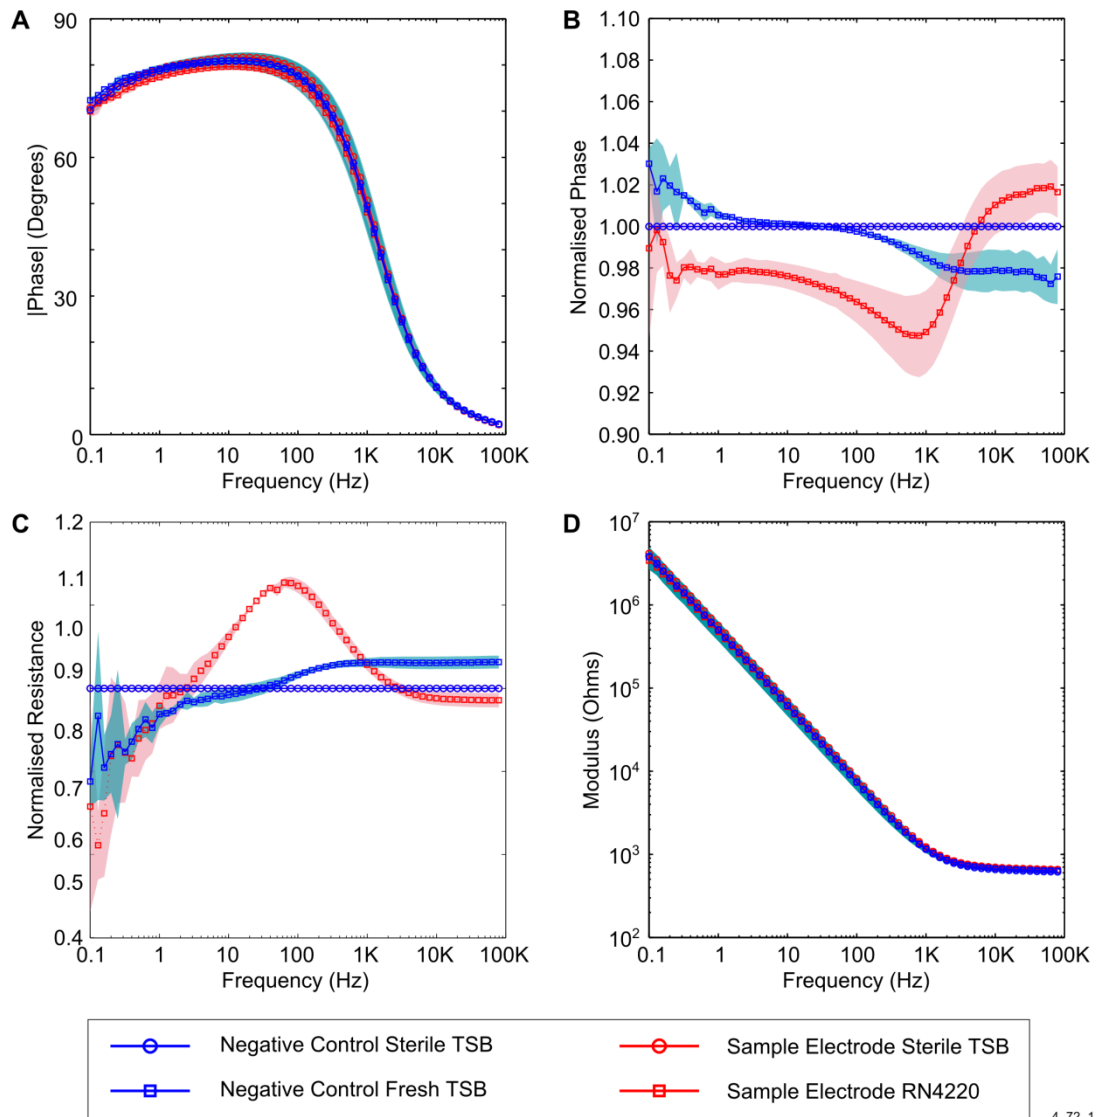 A
90
60
30
0
|Phase| (Degrees)
0.1 1 10 100 1K 10K 100K
Frequency (Hz)
B
1.10
1.08
1.06
1.04
1.02
1.00
0.98
0.96
0.94
0.92
0.90
Normalised Phase
0.1 1 10 100 1K 10K 100K
Frequency (Hz)
C
1.2
1.1
1.0
0.9
0.8
0.7
0.6
0.5
0.4
Normalised Resistance
0.1 1 10 100 1K 10K 100K
Frequency (Hz)
D
10⁷
10⁶
10⁵
10⁴
10³
10²
Modulus (Ohms)
0.1 1 10 100 1K 10K 100K
Frequency (Hz)
Negative Control Sterile TSB
Negative Control Fresh TSB
Sample Electrode Sterile TSB
Sample Electrode RN4220